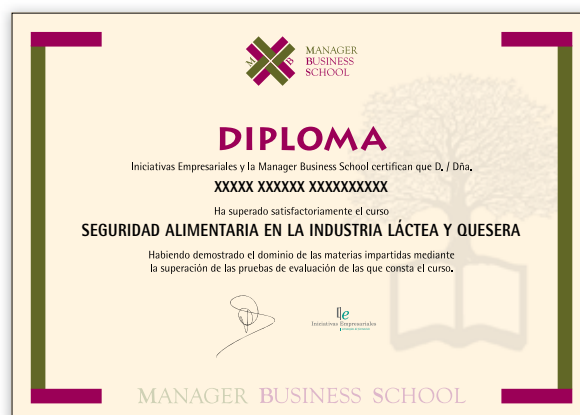 M B
MANAGER
BUSINESS
SCHOOL
DIPLOMA
Iniciativas Empresariales y la Manager Business School certifican que D. / Dña.
XXXXX XXXXXX XXXXXXXXXX
Ha superado satisfactoriamente el curso
SEGURIDAD ALIMENTARIA EN LA INDUSTRIA LÁCTEA Y QUESERA
Habiendo demostrado el dominio de las materias impartidas mediante
la superación de las pruebas de evaluación de las que consta el curso.
Iniciativas Empresariales
MANAGER BUSINESS SCHOOL